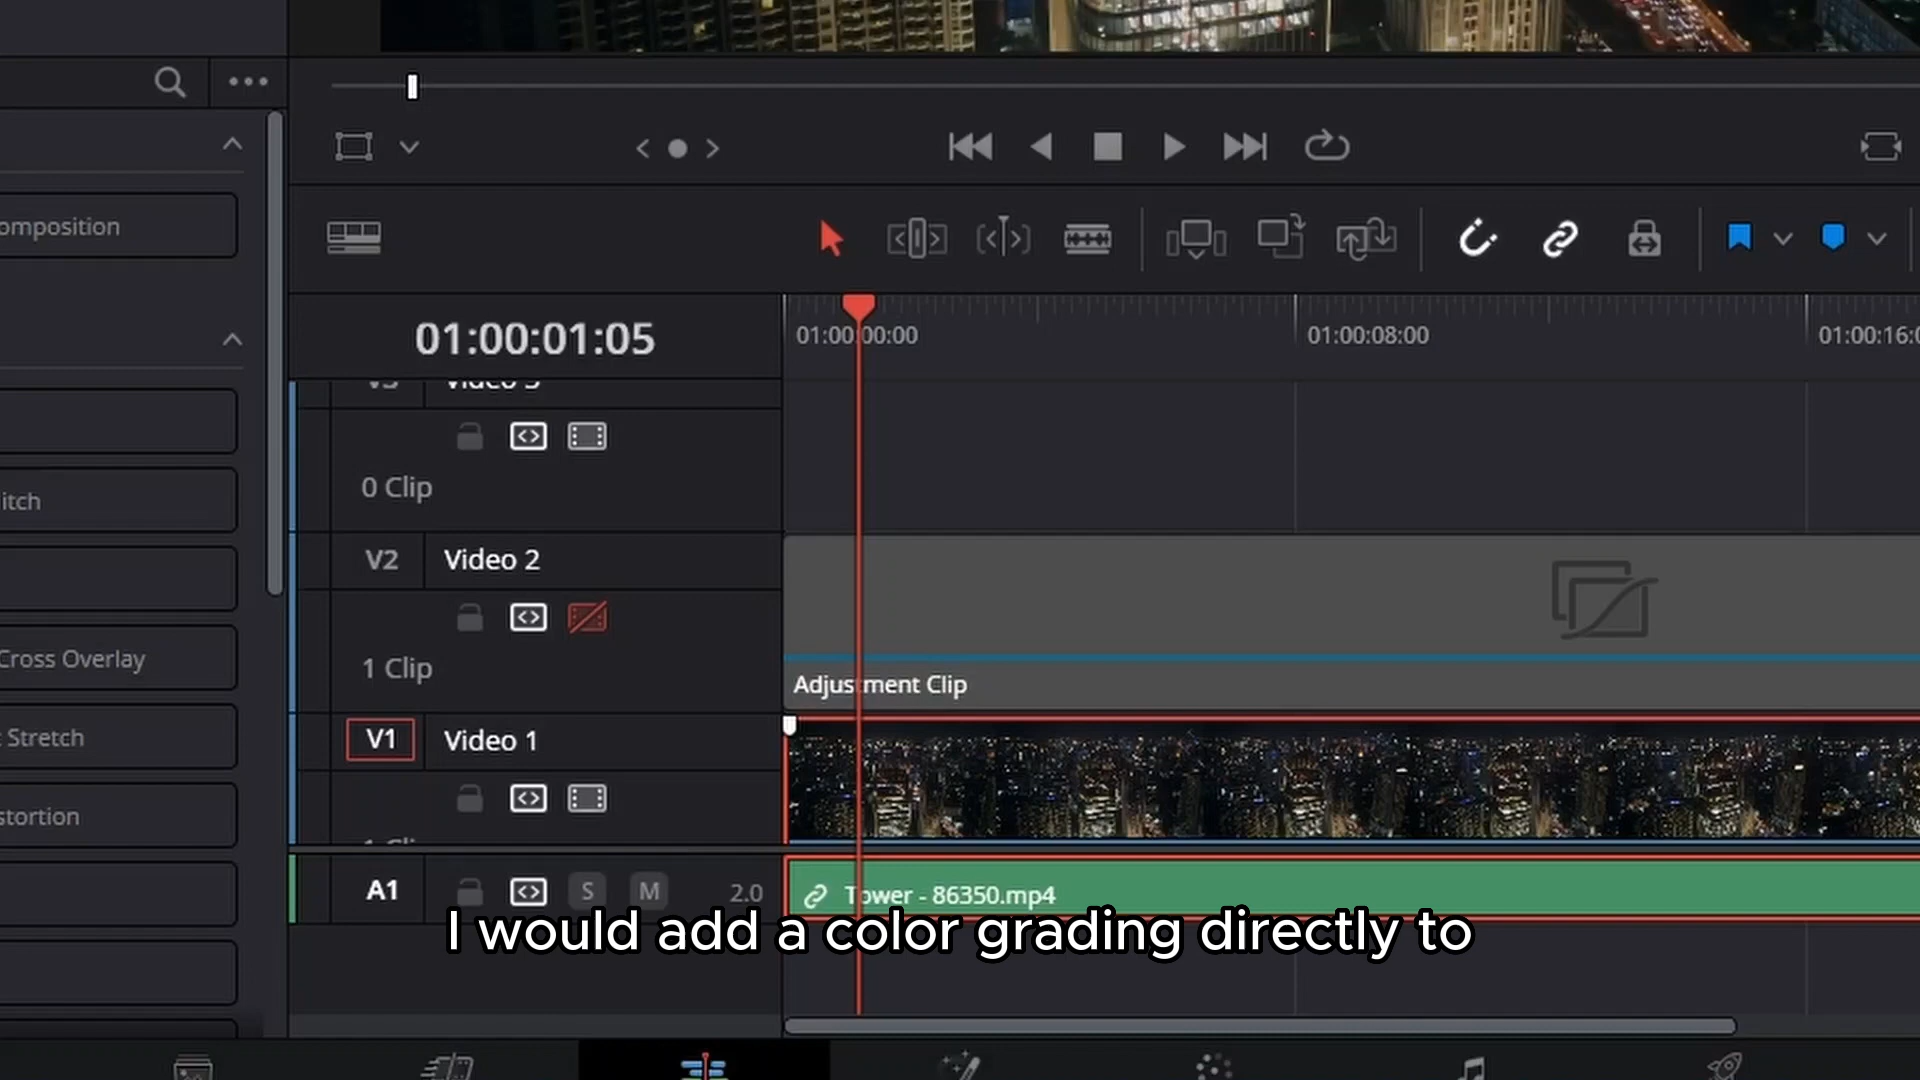 omposition
itch
Cross Overlay
Stretch
stortion
01:00:01:05
01:00:00:00
01:00:08:00
01:00:16:0
V3 Video 3
0 Clip
V2 Video 2
1 Clip
Adjustment Clip
V1 Video 1
A1 S M 2.0
Tower - 86350.mp4
I would add a color grading directly to